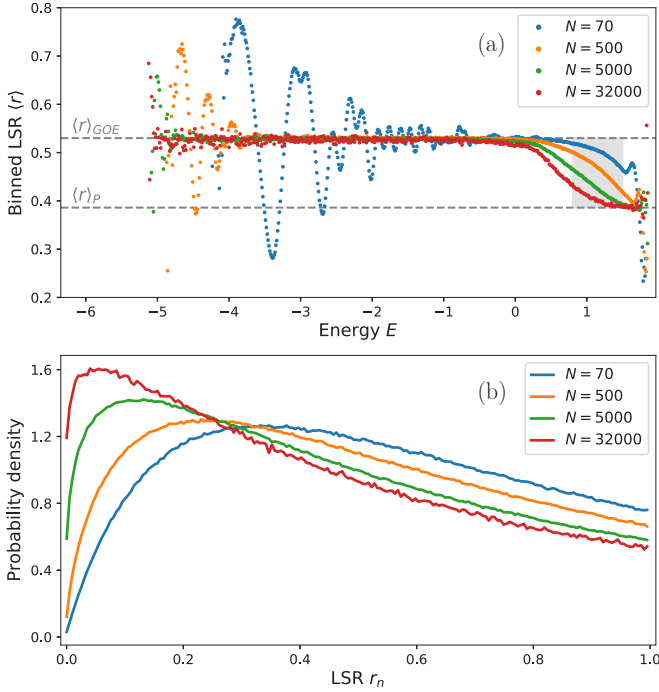 0.8
0.7
0.6
0.5
0.4
0.3
0.2
Binned LSR ⟨r⟩
(a)
N = 70
N = 500
N = 5000
N = 32000
⟨r⟩GOE
⟨r⟩P
−6 −5 −4 −3 −2 −1 0 1
Energy E
1.6
1.2
0.8
0.4
0.0
Probability density
(b)
N = 70
N = 500
N = 5000
N = 32000
0.0 0.2 0.4 0.6 0.8 1.0
LSR rn